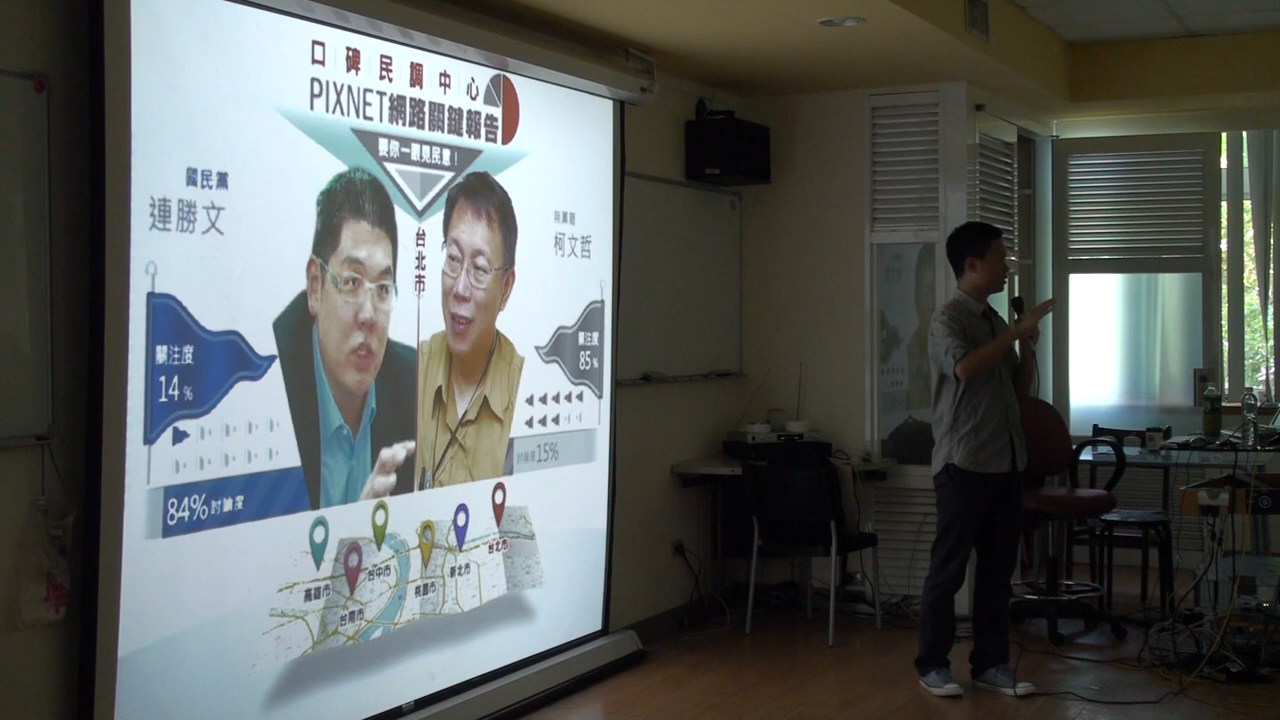 口碑民調中心
PIXNET網路關鍵報告
要你一眼見民意！
國民黨
連勝文
台北市
無黨籍
柯文哲
關注度
14%
關注度
85%
84%討論度
討論度15%
高雄市
台南市
台中市
桃園市
新北市
台北市